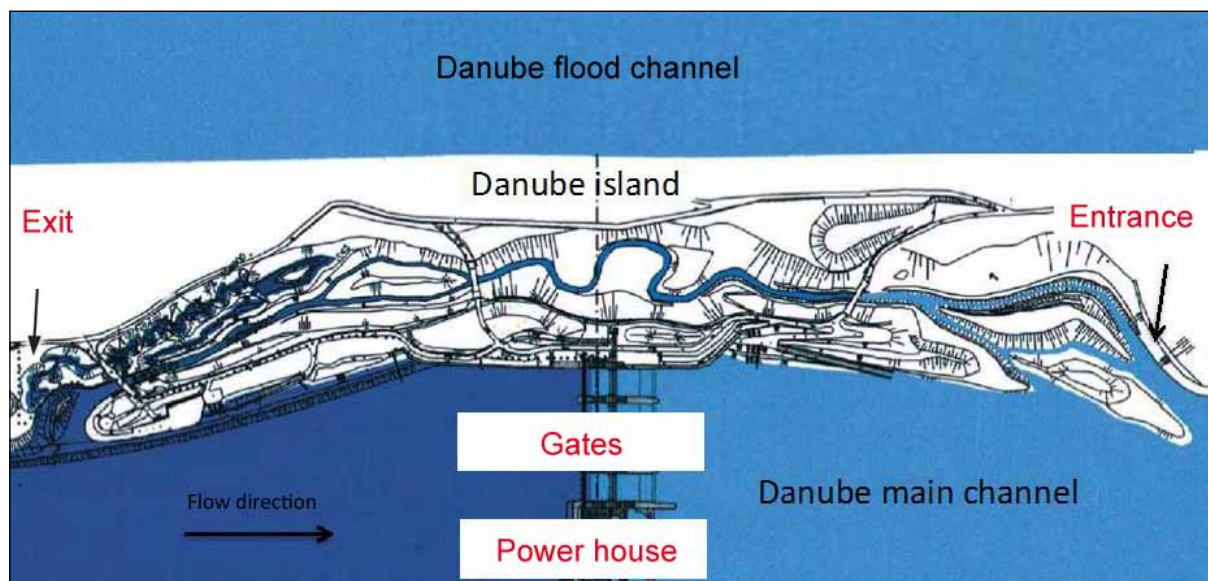 Danube flood channel
Danube island
Exit
Entrance
Gates
Danube main channel
Flow direction
Power house